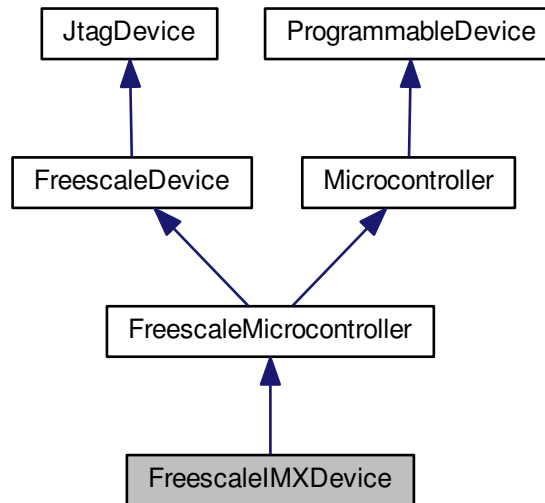 JtagDevice
ProgrammableDevice
FreescaleDevice
Microcontroller
FreescaleMicrocontroller
FreescaleIMXDevice